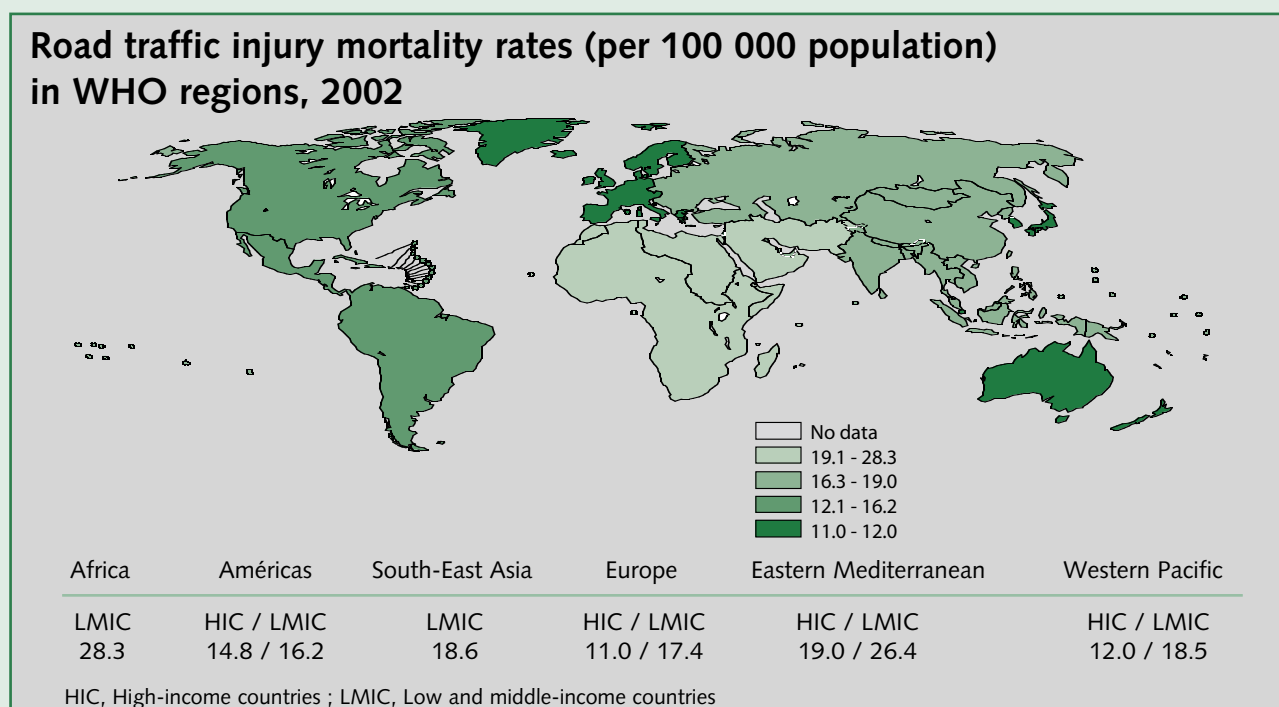 Road traffic injury mortality rates (per 100 000 population)
in WHO regions, 2002
No data
19.1 - 28.3
16.3 - 19.0
12.1 - 16.2
11.0 - 12.0
Africa Américas South-East Asia Europe Eastern Mediterranean Western Pacific
LMIC HIC / LMIC LMIC HIC / LMIC HIC / LMIC HIC / LMIC
28.3 14.8 / 16.2 18.6 11.0 / 17.4 19.0 / 26.4 12.0 / 18.5
HIC, High-income countries ; LMIC, Low and middle-income countries